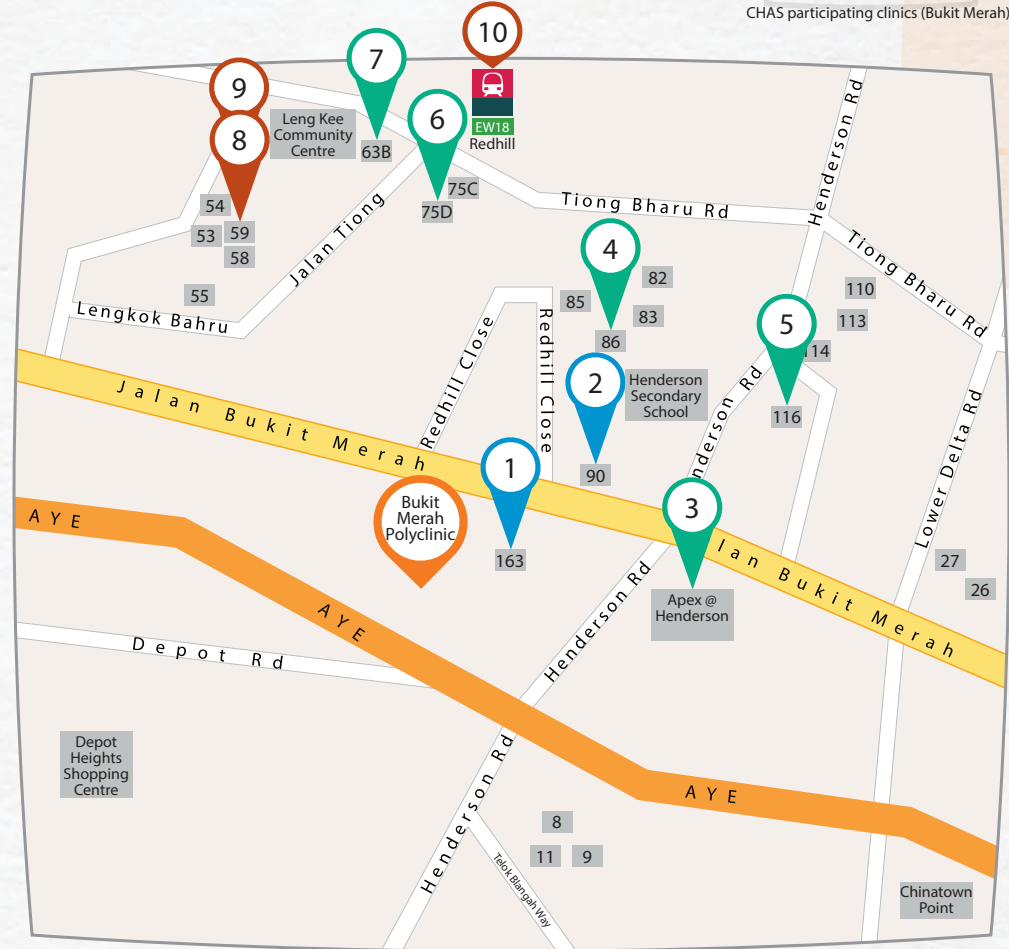 CHAS participating clinics (Bukit Merah)
10
7
9
6
8
Leng Kee
Community
Centre
63B
EW18
Redhill
75C
75D
54
53
59
58
55
Tiong Bharu Rd
Henderson Rd
Tiong Bharu Rd
Jalan Tiong
Lengkok Bahru
4
82
85
83
86
110
113
5
114
116
Redhill Close
Redhill Close
2
Henderson
Secondary
School
90
Jalan Bukit Merah
1
163
Bukit
Merah
Polyclinic
nderson Rd
3
Apex @
Henderson
lan Bukit Merah
Lower Delta Rd
27
26
AYE
AYE
Depot Rd
Henderson Rd
Depot
Heights
Shopping
Centre
AYE
Henderson Rd
8
11
9
Telok Blangah Way
Chinatown
Point